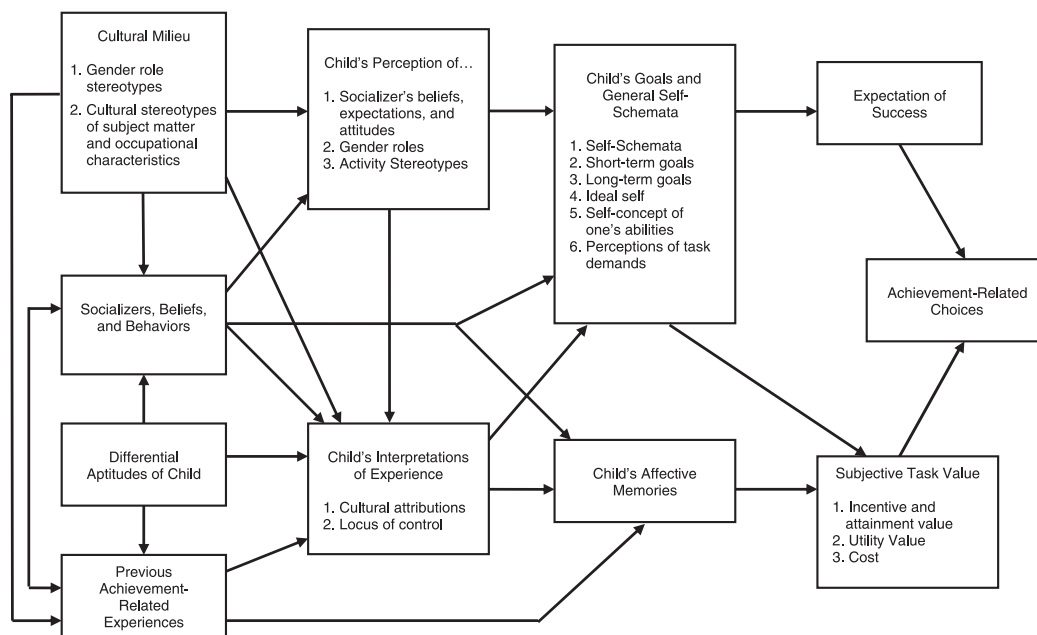 Cultural Milieu
1. Gender role
stereotypes
2. Cultural stereotypes
of subject matter
and occupational
characteristics
Socializers, Beliefs,
and Behaviors
Differential
Aptitudes of Child
Previous
Achievement-
Related
Experiences
Child's Perception of...
1. Socializer's beliefs,
expectations, and
attitudes
2. Gender roles
3. Activity Stereotypes
Child's Interpretations
of Experience
1. Cultural attributions
2. Locus of control
Child's Goals and
General Self-
Schemata
1. Self-Schemata
2. Short-term goals
3. Long-term goals
4. Ideal self
5. Self-concept of
one's abilities
6. Perceptions of task
demands
Child's Affective
Memories
Expectation of
Success
Achievement-Related
Choices
Subjective Task Value
1. Incentive and
attainment value
2. Utility Value
3. Cost